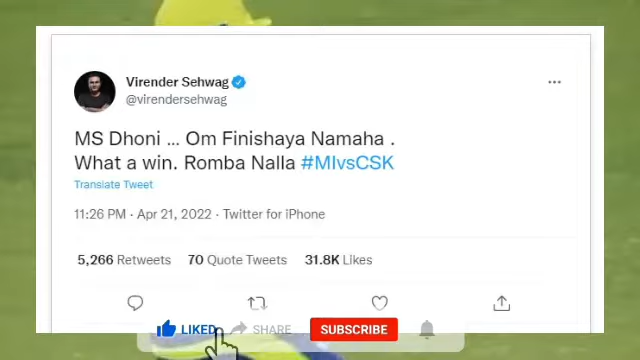 Virender Sehwag
@virendersehwag
MS Dhoni ... Om Finishaya Namaha .
What a win. Romba Nalla #MIvsCSK
Translate Tweet
11:26 PM · Apr 21, 2022 · Twitter for iPhone
5,266 Retweets 70 Quote Tweets 31.8K Likes
LIKED SHARE SUBSCRIBE